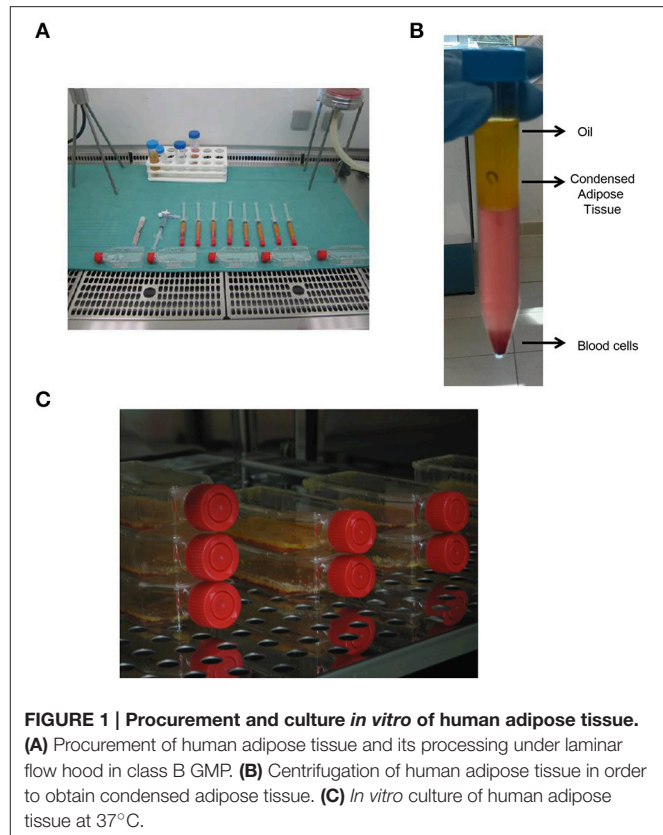 A
B
Oil
Condensed
Adipose
Tissue
Blood cells
C
FIGURE 1 | Procurement and culture in vitro of human adipose tissue.
(A) Procurement of human adipose tissue and its processing under laminar
flow hood in class B GMP. (B) Centrifugation of human adipose tissue in order
to obtain condensed adipose tissue. (C) In vitro culture of human adipose
tissue at 37°C.